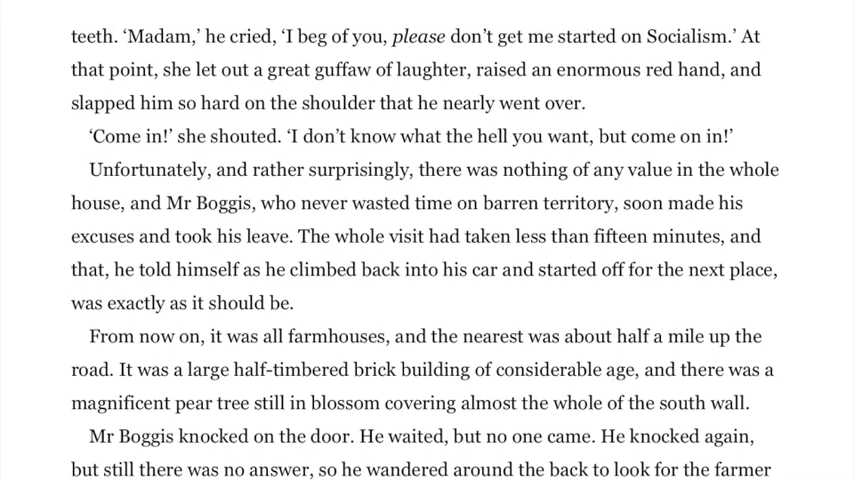 teeth. ‘Madam,’ he cried, ‘I beg of you, please don’t get me started on Socialism.’ At
that point, she let out a great guffaw of laughter, raised an enormous red hand, and
slapped him so hard on the shoulder that he nearly went over.
‘Come in!’ she shouted. ‘I don’t know what the hell you want, but come on in!’
Unfortunately, and rather surprisingly, there was nothing of any value in the whole
house, and Mr Boggis, who never wasted time on barren territory, soon made his
excuses and took his leave. The whole visit had taken less than fifteen minutes, and
that, he told himself as he climbed back into his car and started off for the next place,
was exactly as it should be.
From now on, it was all farmhouses, and the nearest was about half a mile up the
road. It was a large half-timbered brick building of considerable age, and there was a
magnificent pear tree still in blossom covering almost the whole of the south wall.
Mr Boggis knocked on the door. He waited, but no one came. He knocked again,
but still there was no answer, so he wandered around the back to look for the farmer